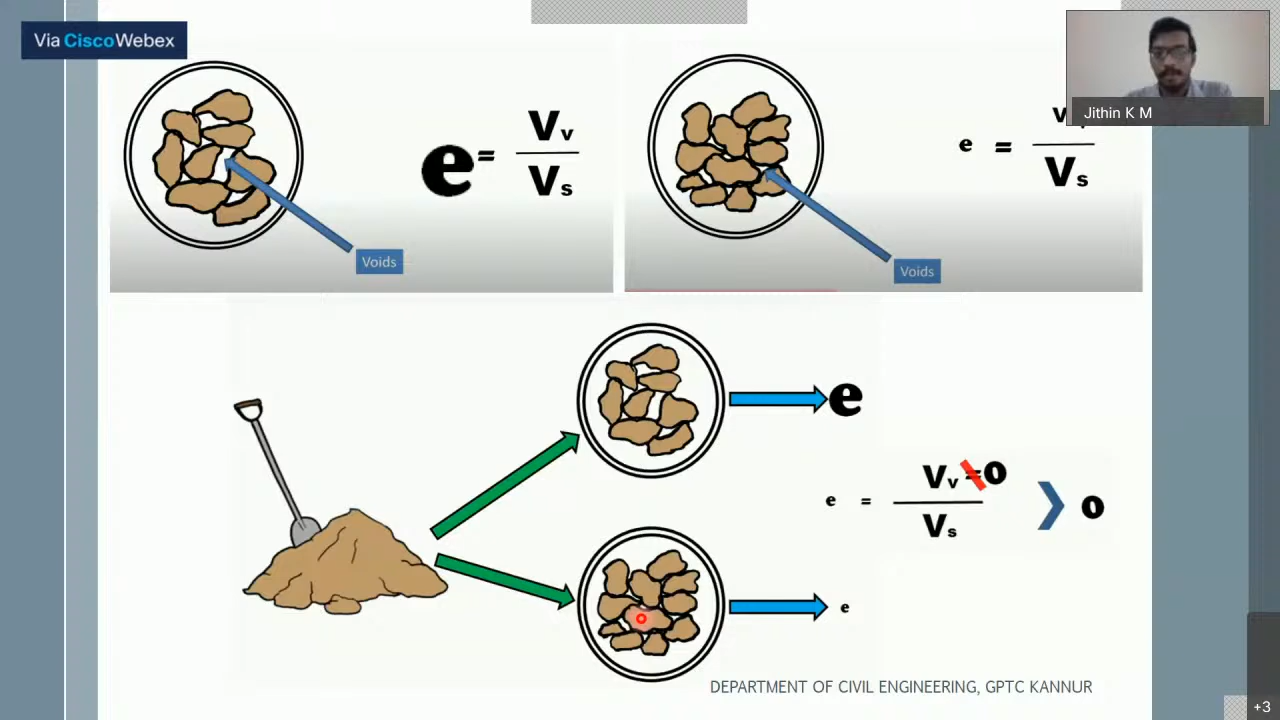 Via CiscoWebex
Jithin K M
e = Vv
Vs
Voids
e = Vv
Vs
Voids
e
e = Vv = 0
Vs
0
e
DEPARTMENT OF CIVIL ENGINEERING, GPTC KANNUR
+3